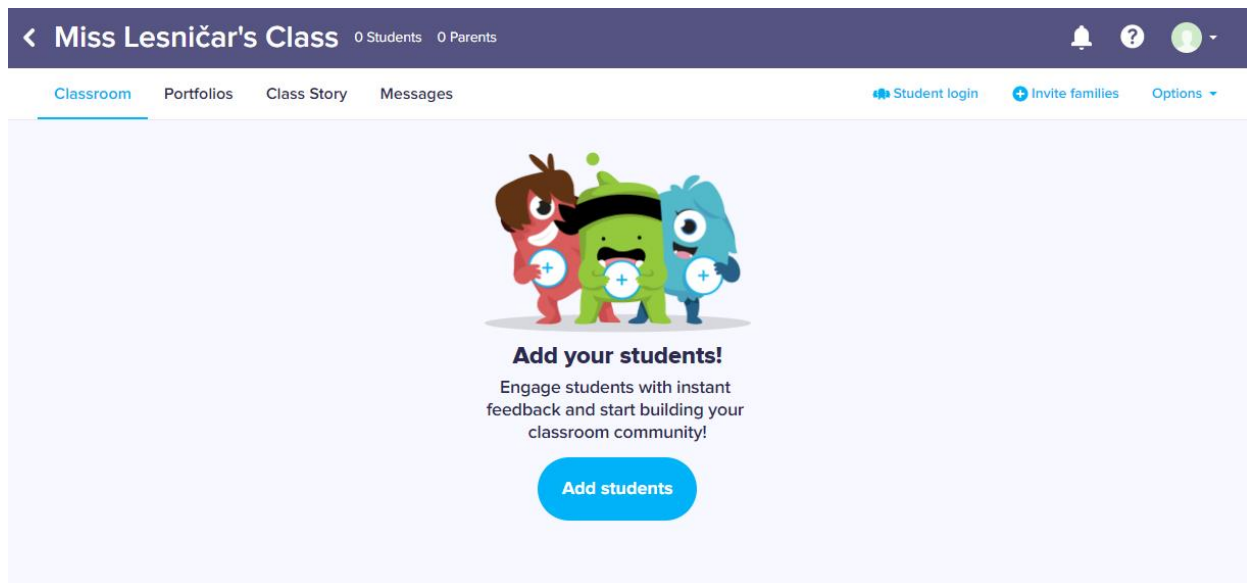 Miss Lesničar's Class 0 Students 0 Parents
Classroom Portfolios Class Story Messages Student login Invite families Options
Add your students!
Engage students with instant
feedback and start building your
classroom community!
Add students